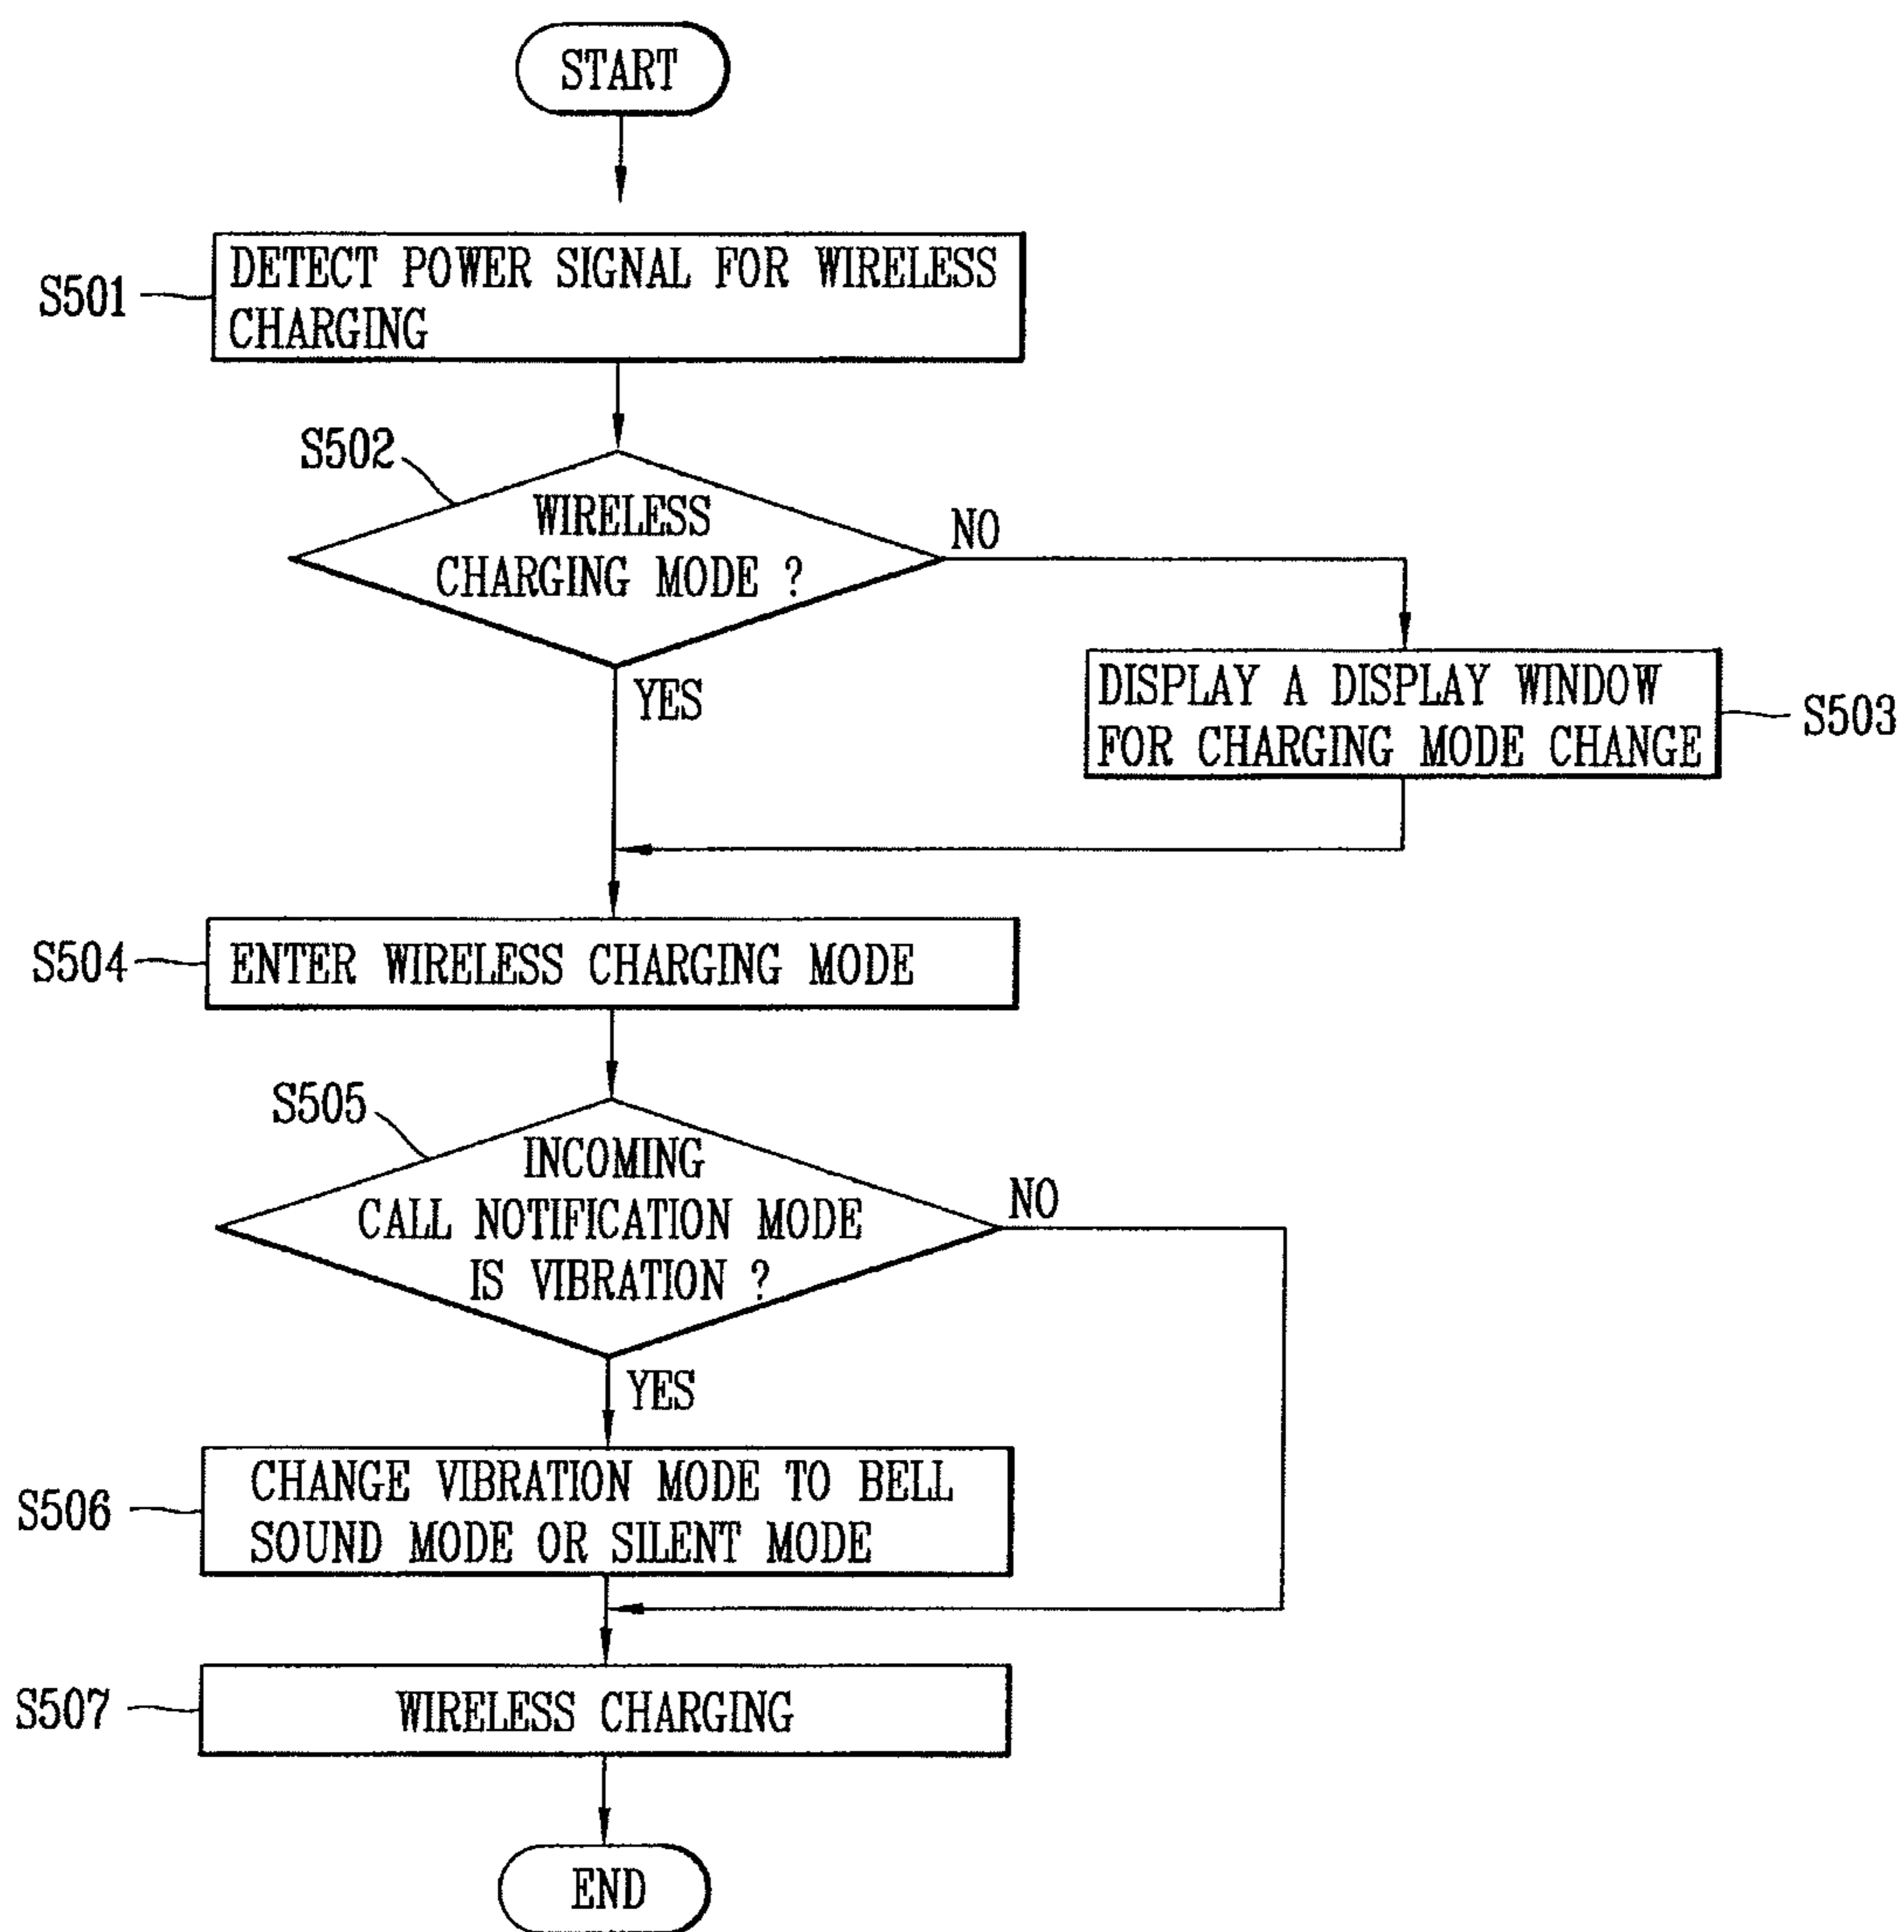 START
S501
DETECT POWER SIGNAL FOR WIRELESS
CHARGING
S502
WIRELESS
CHARGING MODE ?
NO
YES
DISPLAY A DISPLAY WINDOW
FOR CHARGING MODE CHANGE
S503
S504
ENTER WIRELESS CHARGING MODE
S505
INCOMING
CALL NOTIFICATION MODE
IS VIBRATION ?
NO
YES
S506
CHANGE VIBRATION MODE TO BELL
SOUND MODE OR SILENT MODE
S507
WIRELESS CHARGING
END